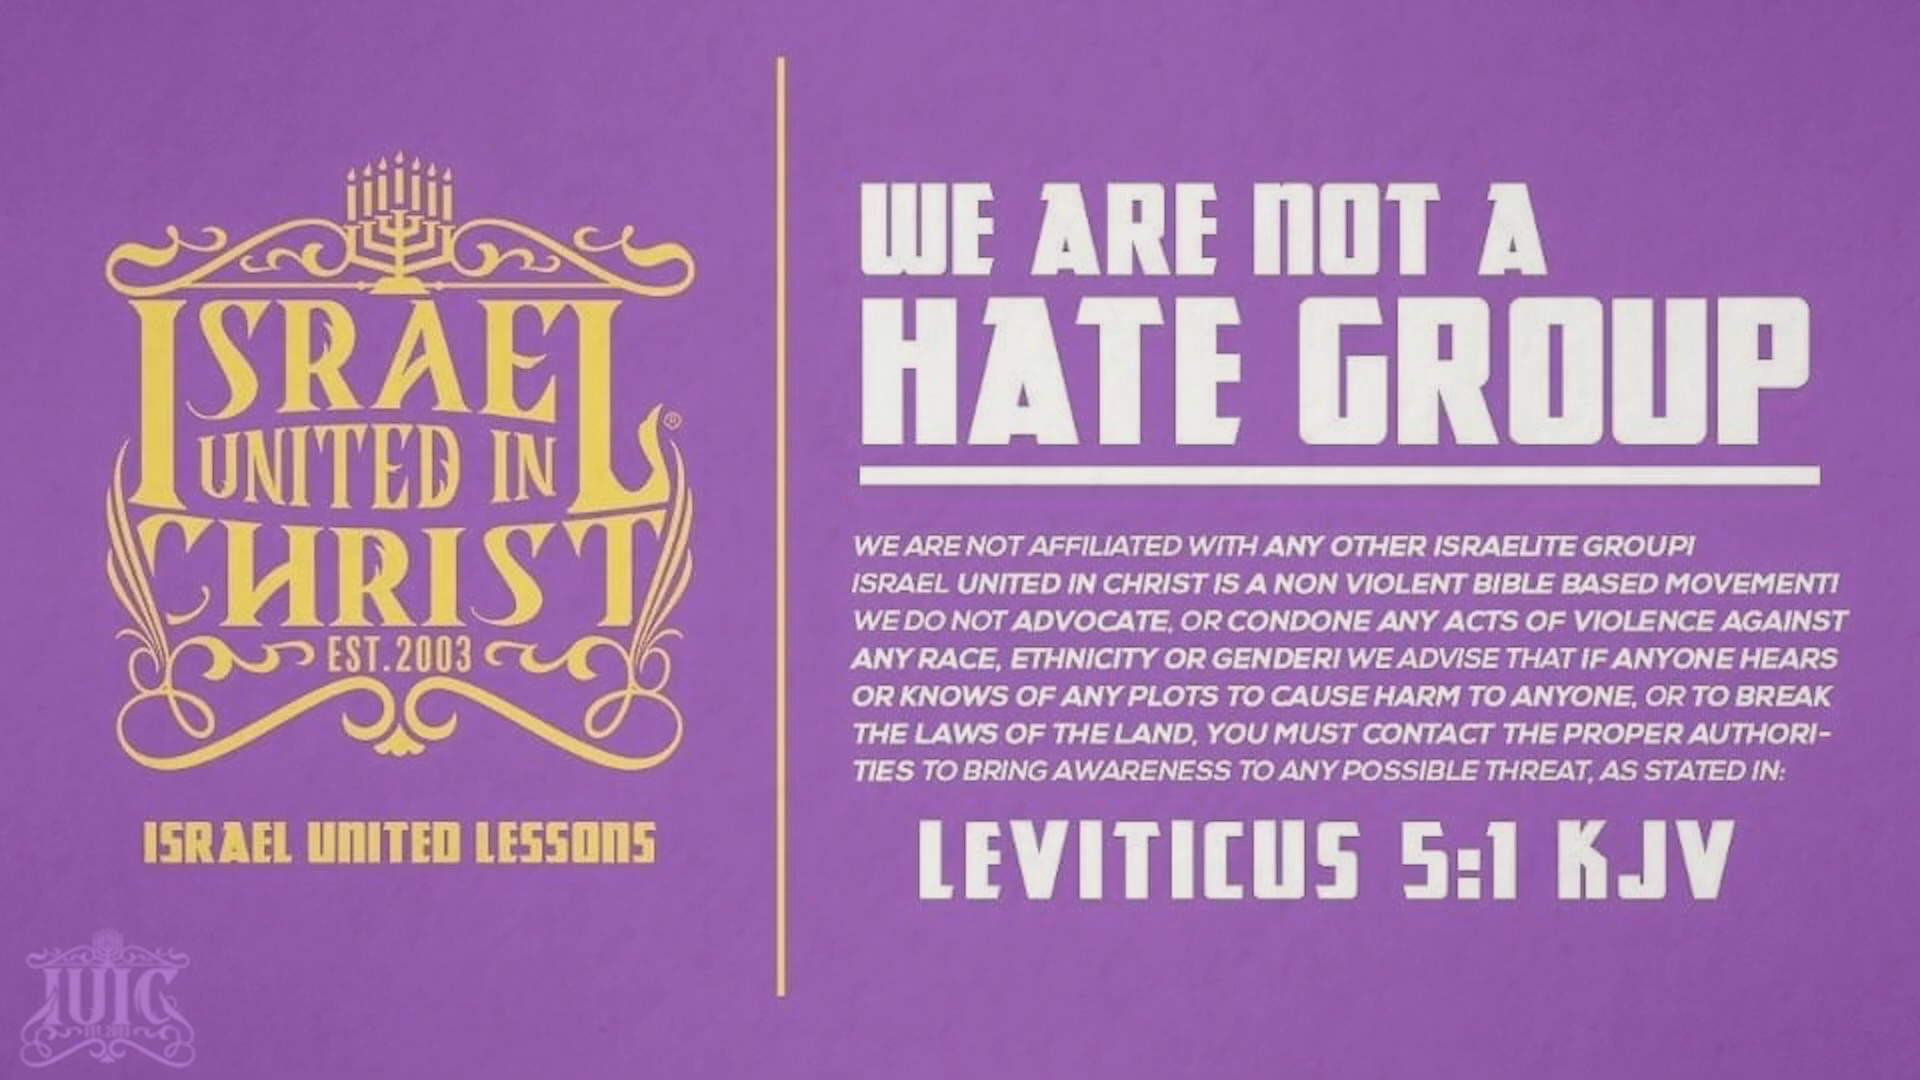 ISRAEL
UNITED IN
CHRIST
®
EST.2003
ISRAEL UNITED LESSONS
WE ARE NOT A
HATE GROUP
WE ARE NOT AFFILIATED WITH ANY OTHER ISRAELITE GROUP!
ISRAEL UNITED IN CHRIST IS A NON VIOLENT BIBLE BASED MOVEMENT!
WE DO NOT ADVOCATE, OR CONDONE ANY ACTS OF VIOLENCE AGAINST
ANY RACE, ETHNICITY OR GENDER! WE ADVISE THAT IF ANYONE HEARS
OR KNOWS OF ANY PLOTS TO CAUSE HARM TO ANYONE, OR TO BREAK
THE LAWS OF THE LAND, YOU MUST CONTACT THE PROPER AUTHORI-
TIES TO BRING AWARENESS TO ANY POSSIBLE THREAT, AS STATED IN:
LEVITICUS 5:1 KJV
IUIC